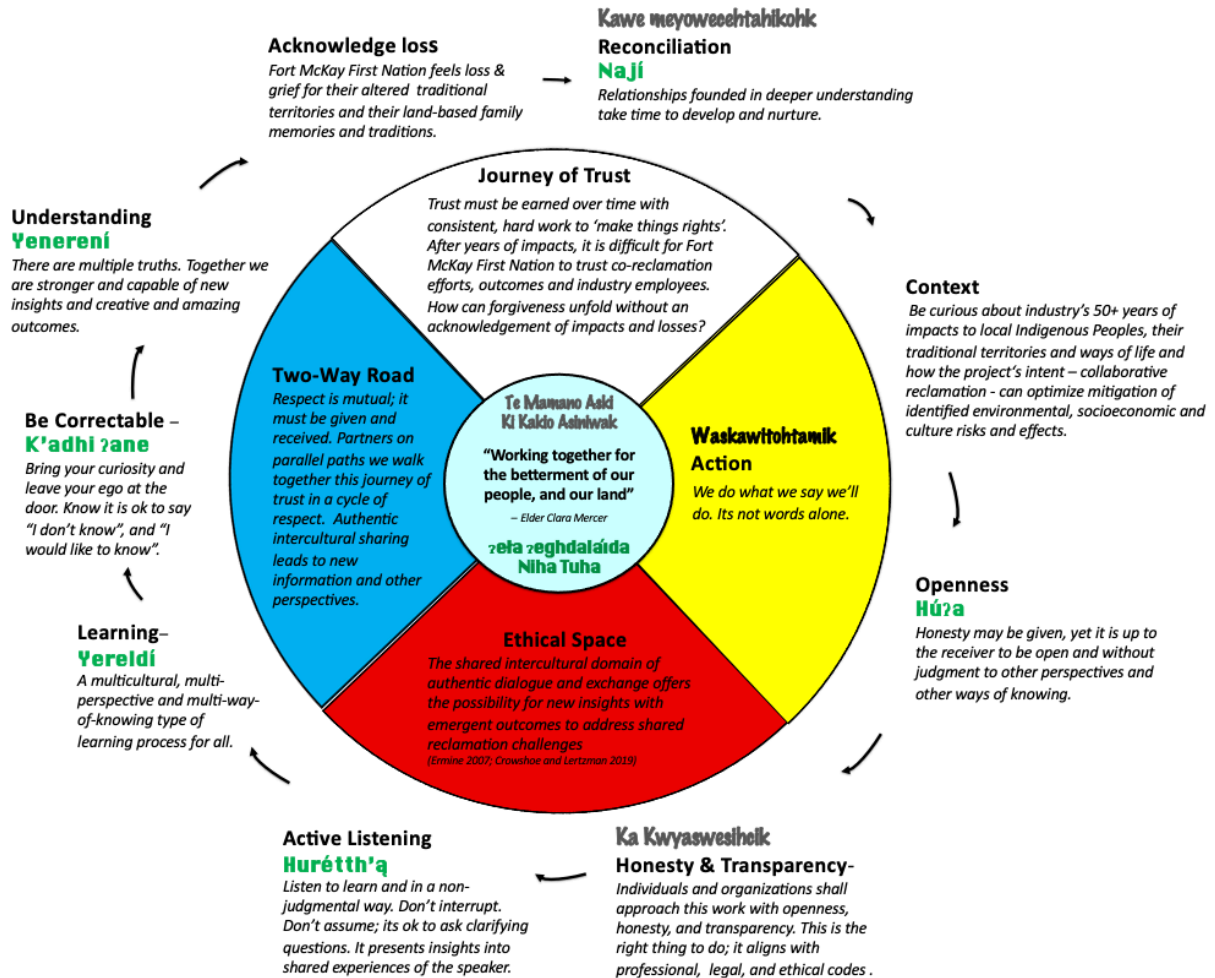 Acknowledge loss
Fort McKay First Nation feels loss &
grief for their altered traditional
territories and their land-based family
memories and traditions.
Kawe meyowecehtahikohk
Reconciliation
Nají
Relationships founded in deeper understanding
take time to develop and nurture.
Context
Be curious about industry's 50+ years of
impacts to local Indigenous Peoples, their
traditional territories and ways of life and
how the project's intent – collaborative
reclamation - can optimize mitigation of
identified environmental, socioeconomic and
culture risks and effects.
Openness
Húʔa
Honesty may be given, yet it is up to
the receiver to be open and without
judgment to other perspectives and
other ways of knowing.
Ka Kwyaswesihcik
Honesty & Transparency-
Individuals and organizations shall
approach this work with openness,
honesty, and transparency. This is the
right thing to do; it aligns with
professional, legal, and ethical codes .
Active Listening
Hurétth'ą
Listen to learn and in a non-
judgmental way. Don't interrupt.
Don't assume; its ok to ask clarifying
questions. It presents insights into
shared experiences of the speaker.
Learning–
Yereldí
A multicultural, multi-
perspective and multi-way-
of-knowing type of
learning process for all.
Be Correctable –
K'adhi ʔane
Bring your curiosity and
leave your ego at the
door. Know it is ok to say
"I don't know", and "I
would like to know".
Understanding
Yenerení
There are multiple truths. Together we
are stronger and capable of new
insights and creative and amazing
outcomes.
Journey of Trust
Trust must be earned over time with
consistent, hard work to 'make things rights'.
After years of impacts, it is difficult for Fort
McKay First Nation to trust co-reclamation
efforts, outcomes and industry employees.
How can forgiveness unfold without an
acknowledgement of impacts and losses?
Waskawitohtamik
Action
We do what we say we'll
do. Its not words alone.
Ethical Space
The shared intercultural domain of
authentic dialogue and exchange offers
the possibility for new insights with
emergent outcomes to address shared
reclamation challenges
(Ermine 2007; Crowshoe and Lertzman 2019)
Two-Way Road
Respect is mutual; it
must be given and
received. Partners on
parallel paths we walk
together this journey of
trust in a cycle of
respect. Authentic
intercultural sharing
leads to new
information and other
perspectives.
Te Mamano Aski
Ki Kakio Asiniwak
"Working together for
the betterment of our
people, and our land"
– Elder Clara Mercer
ʔeła ʔeghdalaída
Niha Tuha